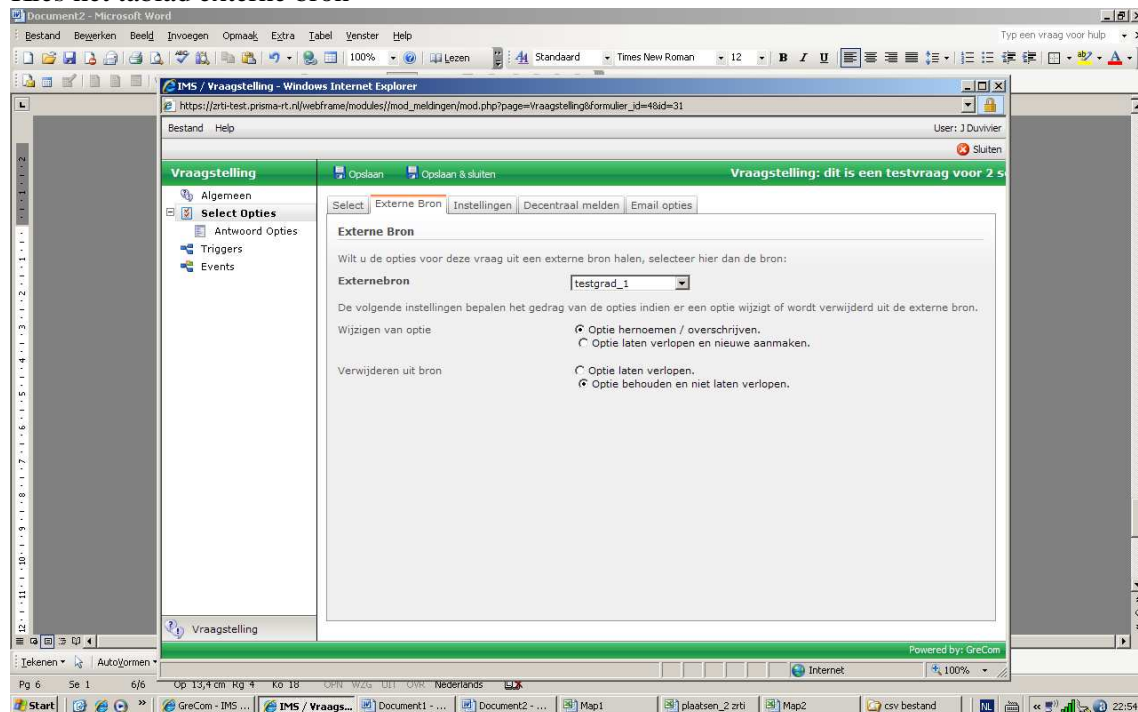 Kies het tabblad externe bron
Document2 - Microsoft Word
Bestand Bewerken Beeld Invoegen Opmaak Extra Tabel Venster Help
Typ een vraag voor hulp
100% Lezen Standaard Times New Roman 12 B I U
IMS / Vraagstelling - Windows Internet Explorer
https://zrti-test.prisma-rt.nl/webframe/modules//mod_meldingen/mod.php?page=Vraagstelling&formulier_id=4&id=31
Bestand Help User: J Duvivier
Sluiten
Vraagstelling Opslaan Opslaan & sluiten Vraagstelling: dit is een testvraag voor 2 s
Algemeen
Select Opties
Antwoord Opties
Triggers
Events
Select Externe Bron Instellingen Decentraal melden Email opties
Externe Bron
Wilt u de opties voor deze vraag uit een externe bron halen, selecteer hier dan de bron:
Externebron testgrad_1
De volgende instellingen bepalen het gedrag van de opties indien er een optie wijzigt of wordt verwijderd uit de externe bron.
Wijzigen van optie Optie hernoemen / overschrijven.
Optie laten verlopen en nieuwe aanmaken.
Verwijderen uit bron Optie laten verlopen.
Optie behouden en niet laten verlopen.
Vraagstelling
Powered by: GreCom
Internet 100%
Tekenen AutoVormen
Pg 6 Se 1 6/6 Op 13,4 cm Rg 4 Ko 18 OPN WZG UIT OVR Nederlands
Start GreCom - IMS ... IMS / Vraags... Document1 - ... Document2 - ... Map1 plaatsen_2 zrti Map2 csv bestand NL 22:54